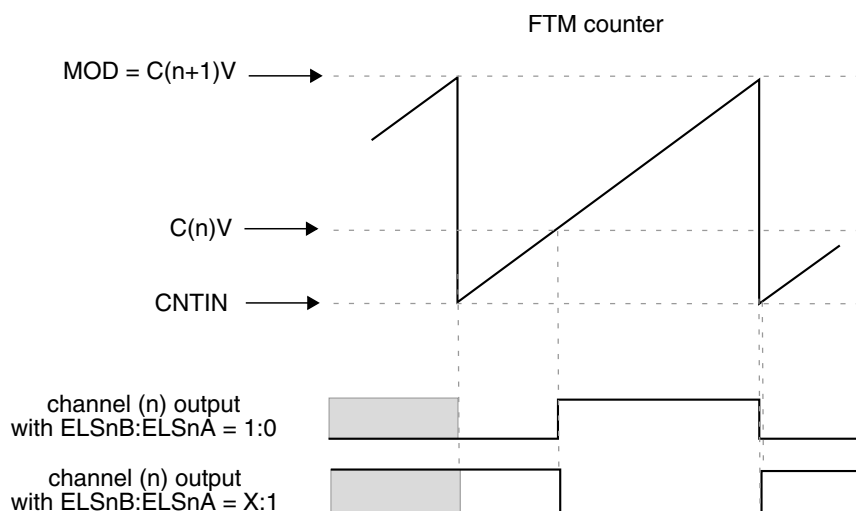 FTM counter
MOD = C(n+1)V
C(n)V
CNTIN
channel (n) output
with ELSnB:ELSnA = 1:0
channel (n) output
with ELSnB:ELSnA = X:1